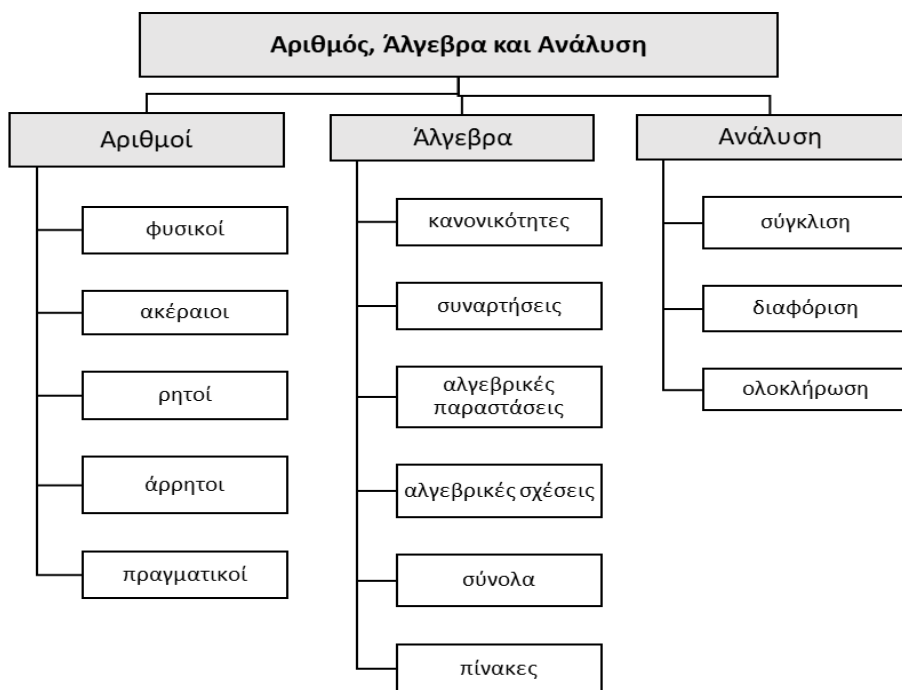 Αριθμός, Άλγεβρα και Ανάλυση
Αριθμοί
φυσικοί
ακέραιοι
ρητοί
άρρητοι
πραγματικοί
Άλγεβρα
κανονικότητες
συναρτήσεις
αλγεβρικές
παραστάσεις
αλγεβρικές σχέσεις
σύνολα
πίνακες
Ανάλυση
σύγκλιση
διαφόριση
ολοκλήρωση